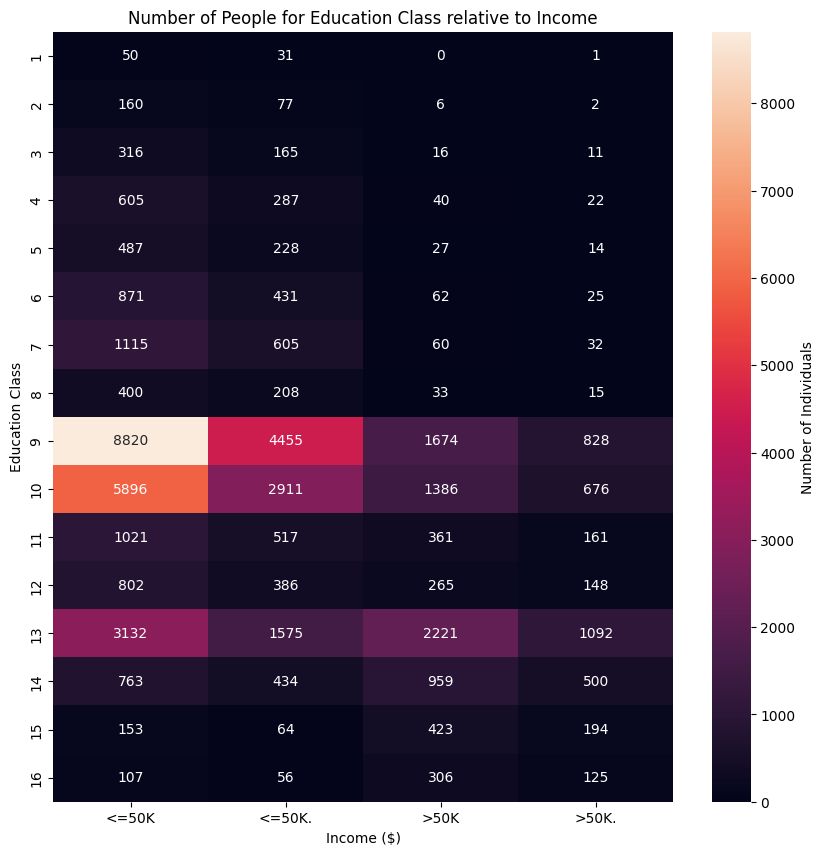 Number of People for Education Class relative to Income
1 50 31 0 1
2 160 77 6 2
3 316 165 16 11
4 605 287 40 22
5 487 228 27 14
6 871 431 62 25
7 1115 605 60 32
8 400 208 33 15
9 8820 4455 1674 828
10 5896 2911 1386 676
11 1021 517 361 161
12 802 386 265 148
13 3132 1575 2221 1092
14 763 434 959 500
15 153 64 423 194
16 107 56 306 125
<=50K <=50K. >50K >50K.
Income ($)
Education Class
8000
7000
6000
5000
4000
3000
2000
1000
0
Number of Individuals